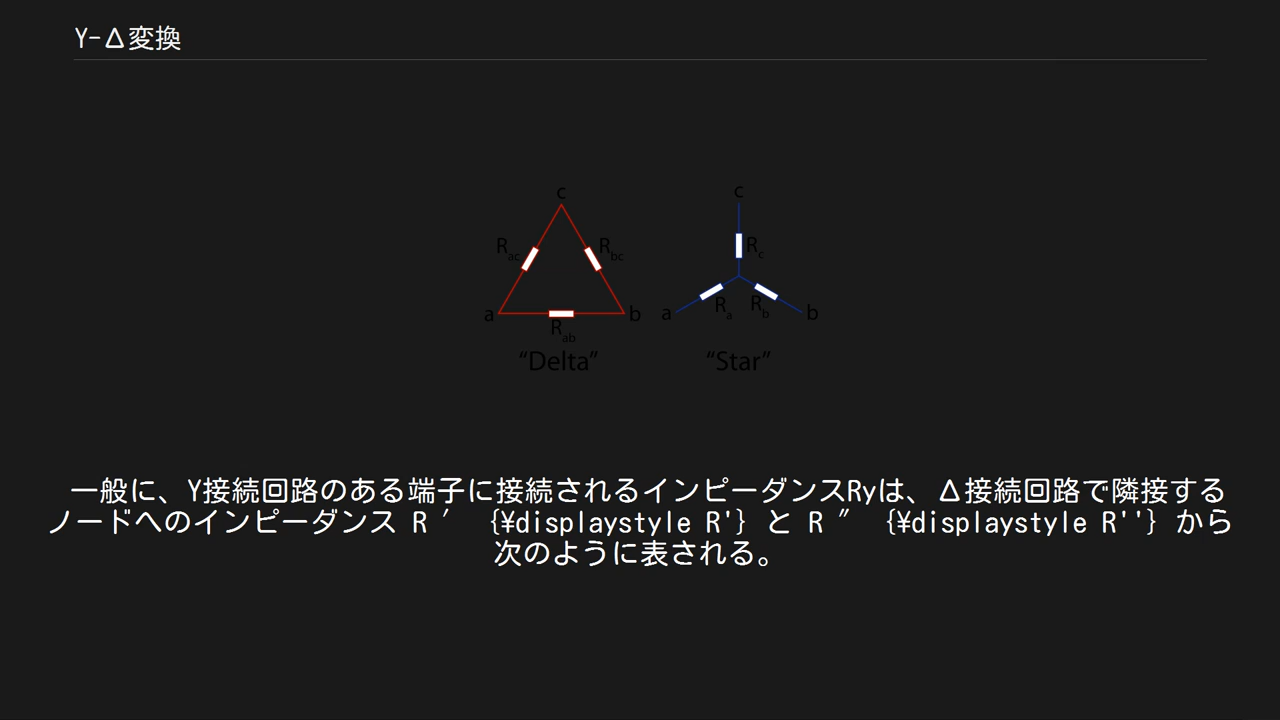 Y-Δ変換
c
c
Rac
Rbc
Rc
a
b
Rab
a
Ra
Rb
b
“Delta”
“Star”
一般に、Y接続回路のある端子に接続されるインピーダンスRyは、Δ接続回路で隣接する
ノードへのインピーダンス R ′ {¥displaystyle R'} と R ″ {¥displaystyle R''} から
次のように表される。